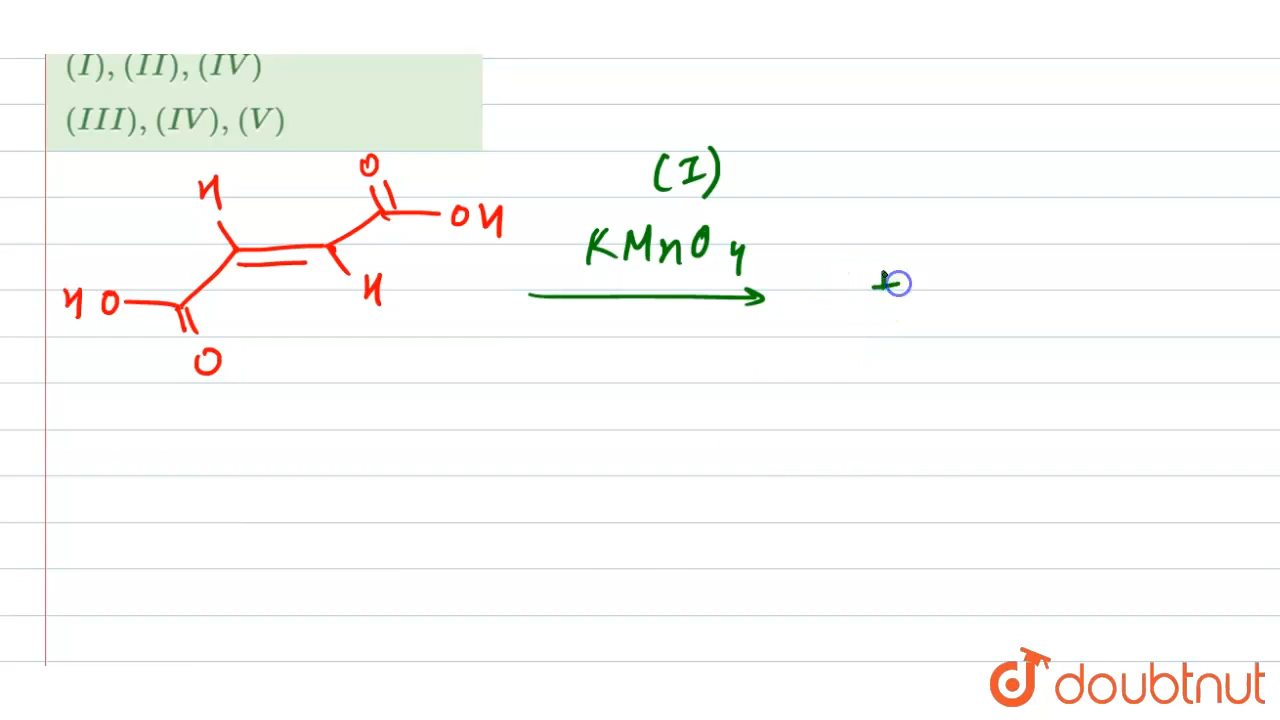 (I), (II), (IV)
(III), (IV), (V)
O
H
OH
H
HO
O
(I)
KMnO4
+
doubtnut